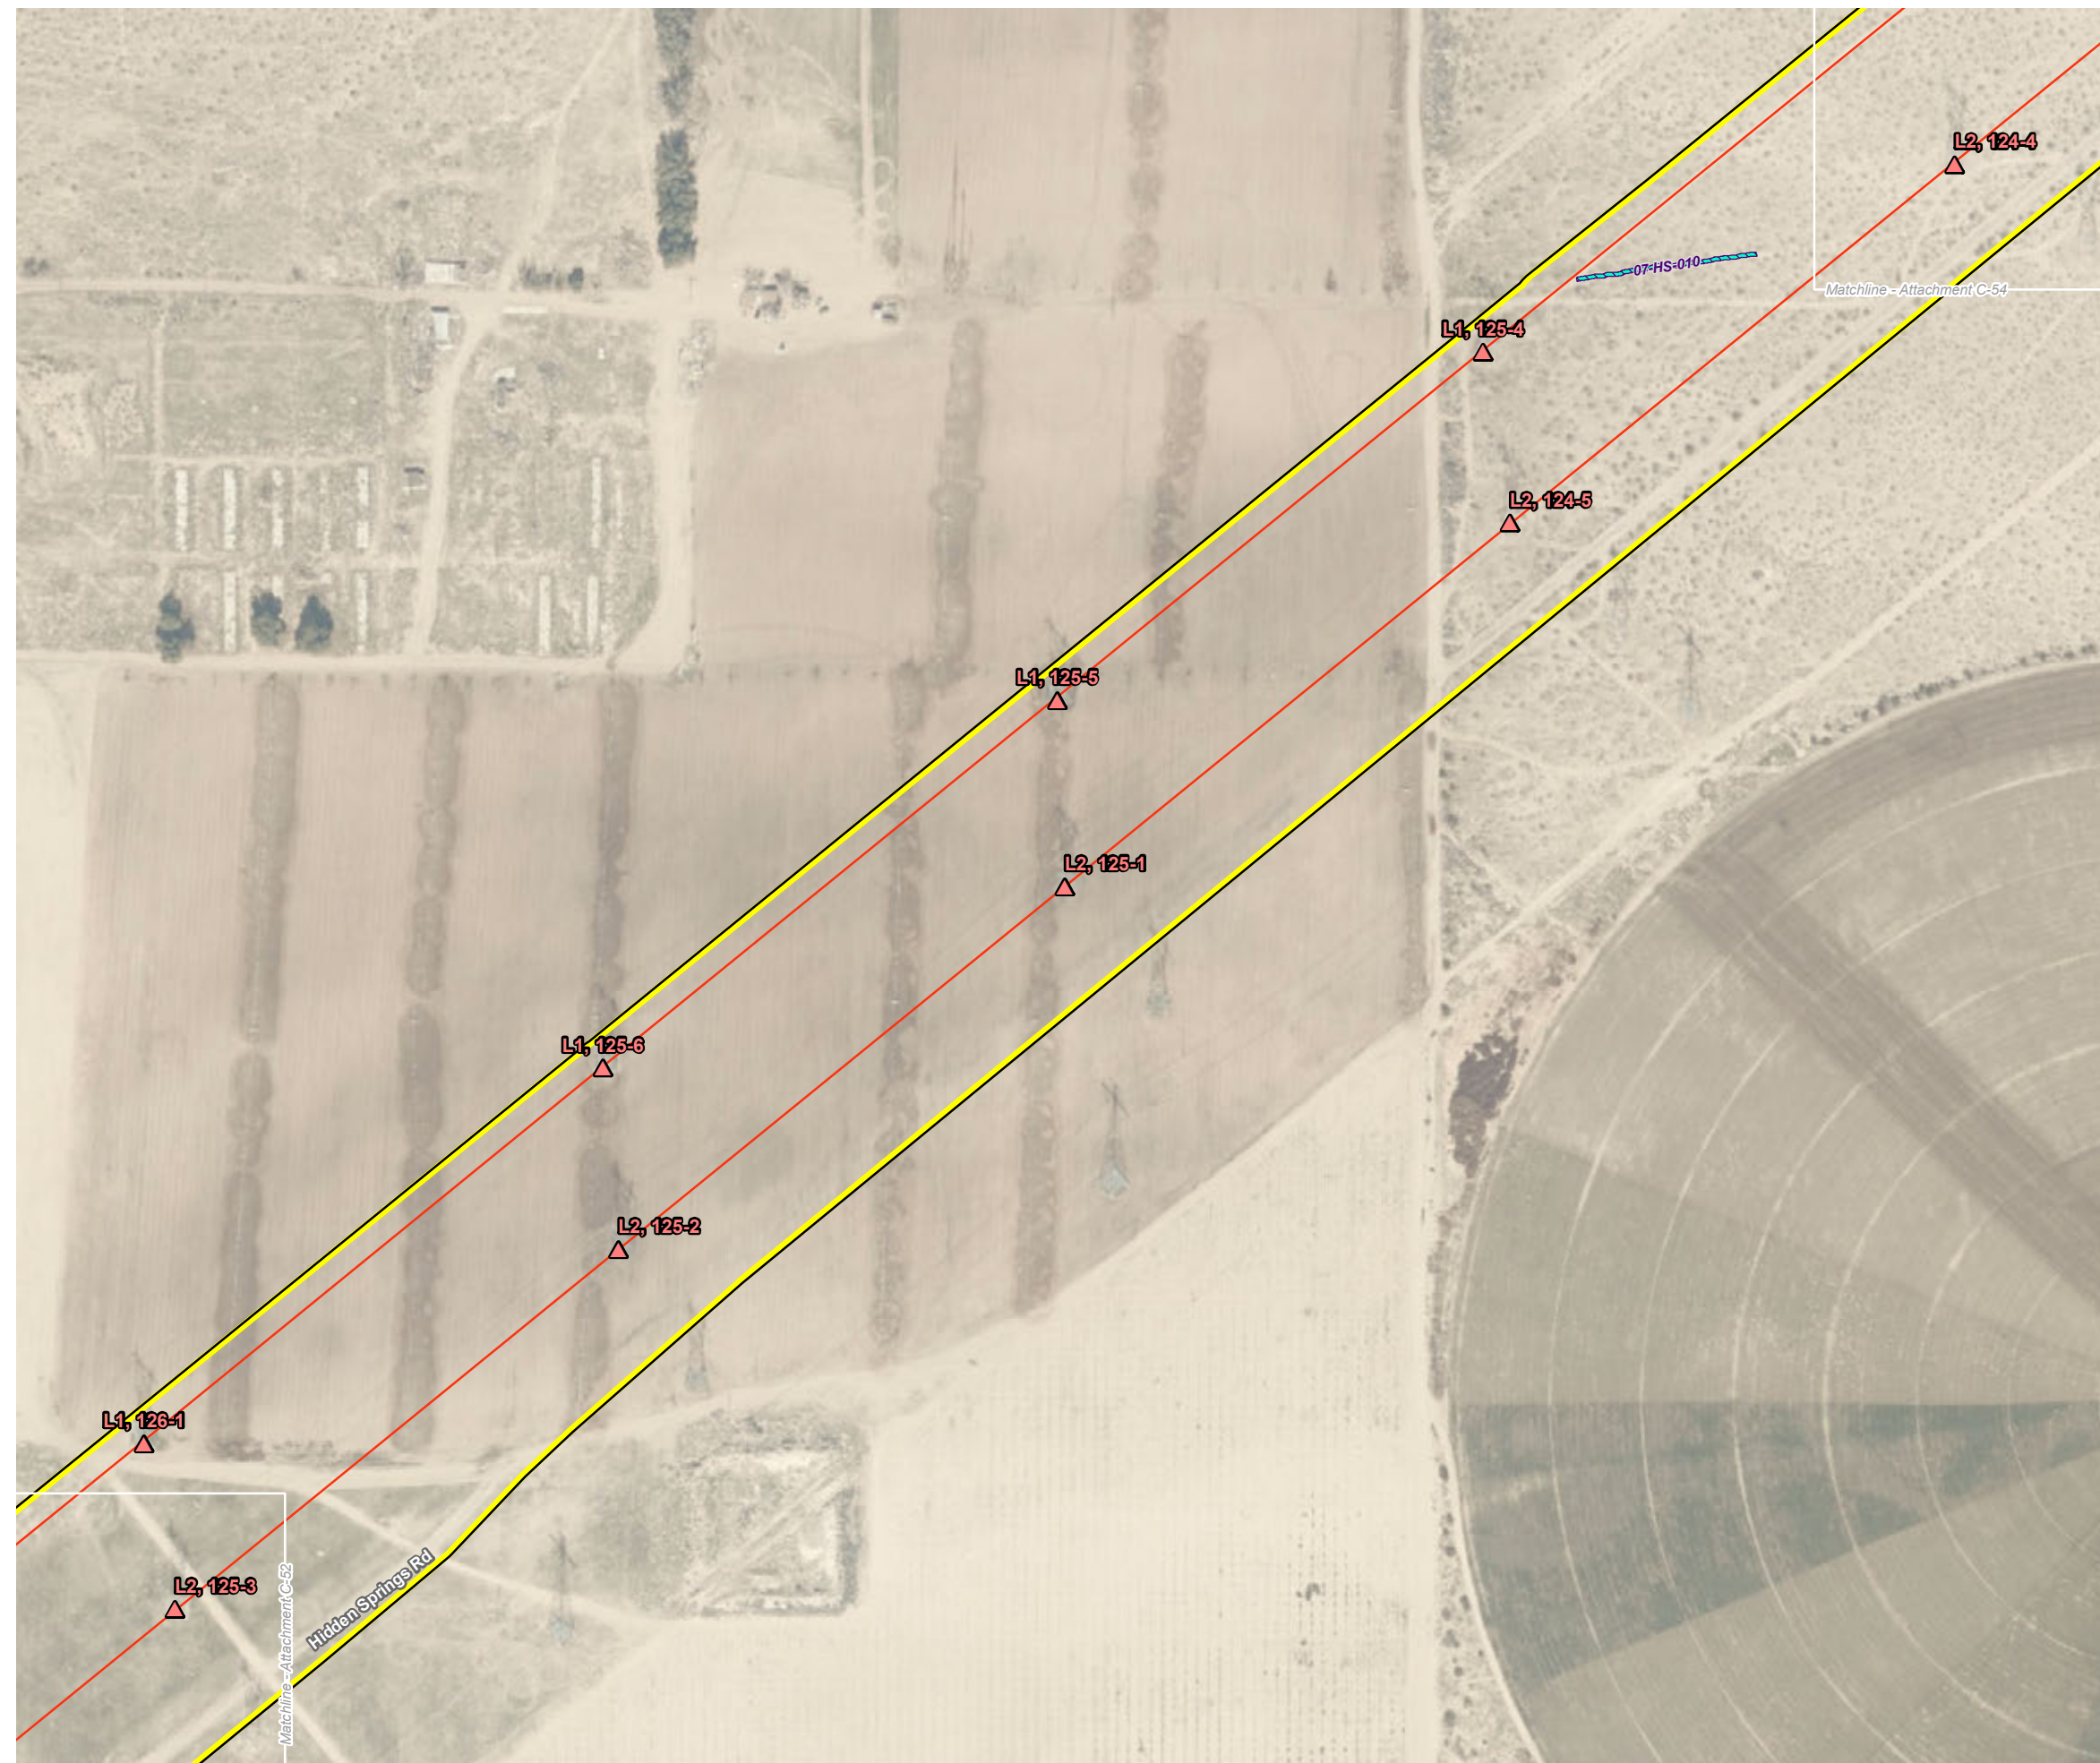 L2, 124-4
07-HS-010
Matchline - Attachment C-54
L1, 125-4
L2, 124-5
L1, 125-5
L2, 125-1
L1, 125-6
L2, 125-2
L1, 126-1
L2, 125-3
Hidden Springs Rd
Matchline - Attachment C-52